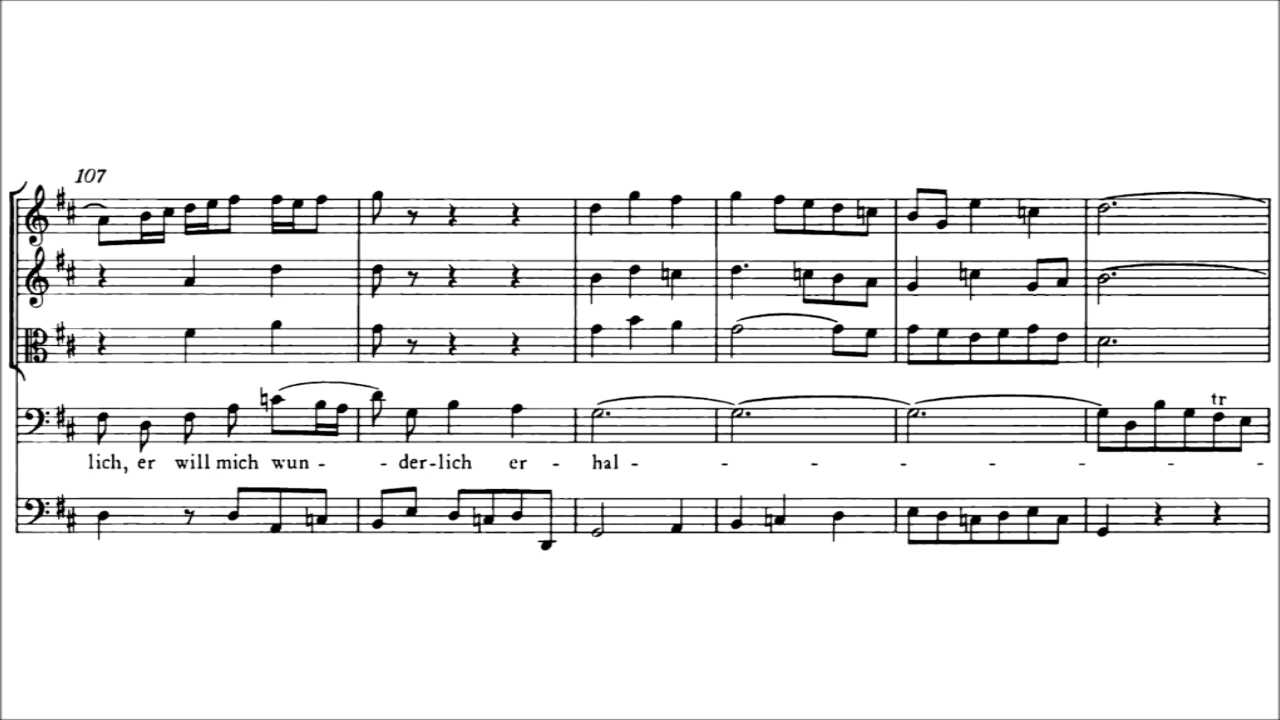 107
tr
lich, er will mich wun - - der-lich er - hal - - - - - - - -